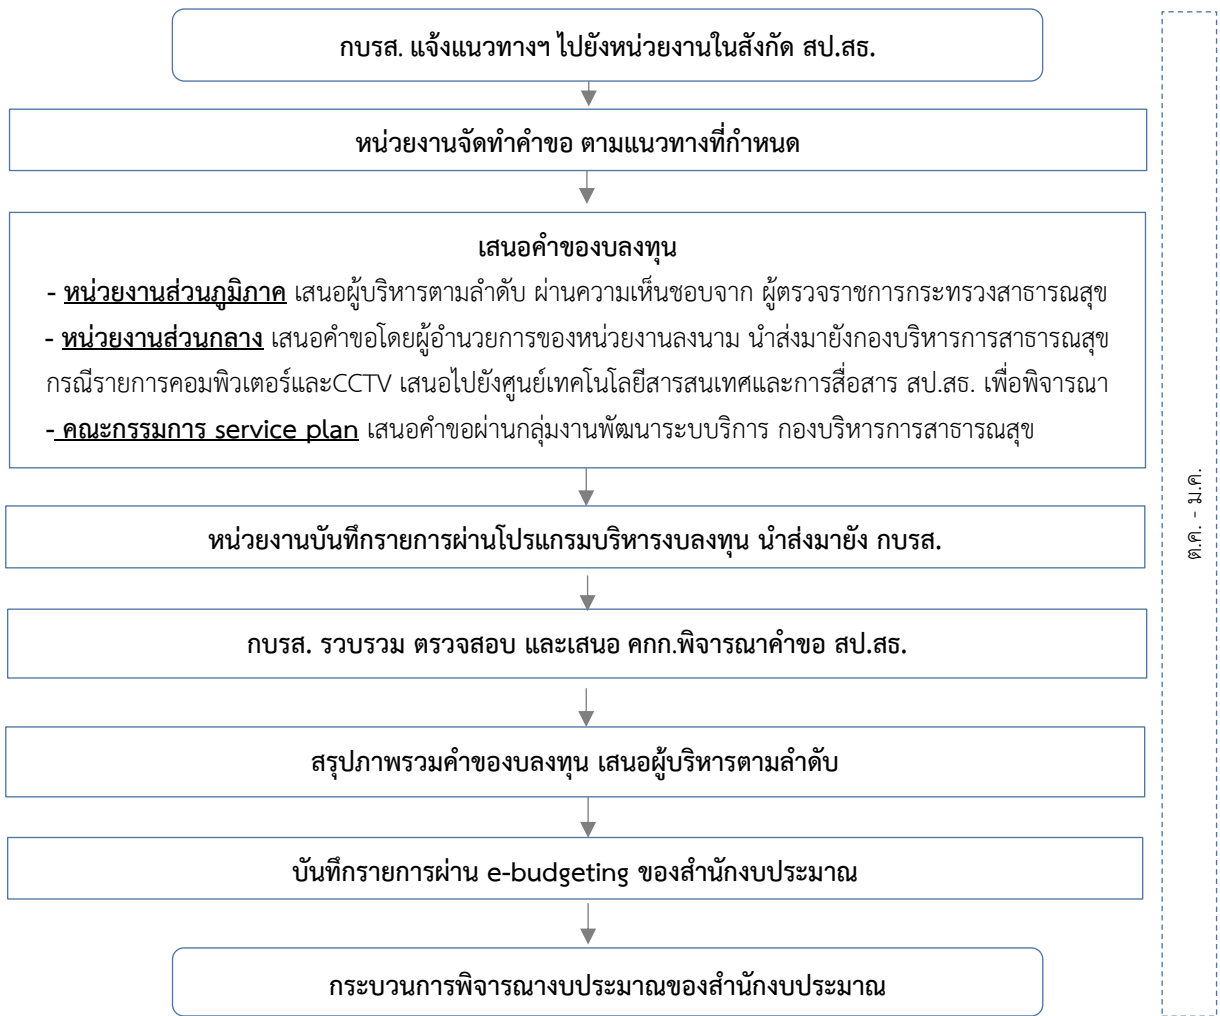 กบรส. แจ้งแนวทางฯ ไปยังหน่วยงานในสังกัด สป.สธ.
หน่วยงานจัดทำคำขอ ตามแนวทางที่กำหนด
เสนอคำของบลงทุน
- หน่วยงานส่วนภูมิภาค เสนอผู้บริหารตามลำดับ ผ่านความเห็นชอบจาก ผู้ตรวจราชการกระทรวงสาธารณสุข
- หน่วยงานส่วนกลาง เสนอคำขอโดยผู้อำนวยการของหน่วยงานลงนาม นำส่งมายังกองบริหารการสาธารณสุข
กรณีรายการคอมพิวเตอร์และCCTV เสนอไปยังศูนย์เทคโนโลยีสารสนเทศและการสื่อสาร สป.สธ. เพื่อพิจารณา
- คณะกรรมการ service plan เสนอคำขอผ่านกลุ่มงานพัฒนาระบบริการ กองบริหารการสาธารณสุข
หน่วยงานบันทึกรายการผ่านโปรแกรมบริหารงบลงทุน นำส่งมายัง กบรส.
กบรส. รวบรวม ตรวจสอบ และเสนอ คกก.พิจารณาคำขอ สป.สธ.
สรุปภาพรวมคำของบลงทุน เสนอผู้บริหารตามลำดับ
บันทึกรายการผ่าน e-budgeting ของสำนักงบประมาณ
กระบวนการพิจารณางบประมาณของสำนักงบประมาณ
ต.ค. - ม.ค.